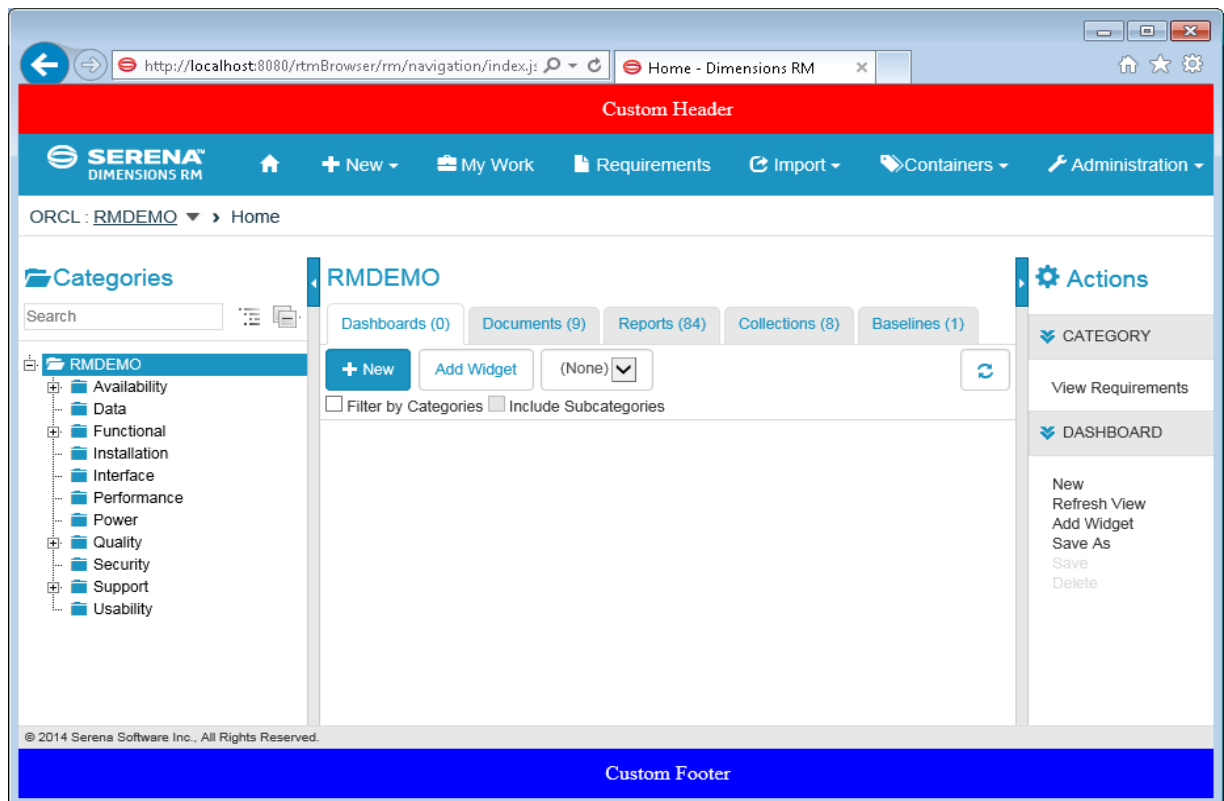 http://localhost:8080/rtmBrowser/rm/navigation/index.js
Home - Dimensions RM
Custom Header
SERENA™
DIMENSIONS RM
New
My Work
Requirements
Import
Containers
Administration
ORCL : RMDEMO › Home
Categories
Search
RMDEMO
Availability
Data
Functional
Installation
Interface
Performance
Power
Quality
Security
Support
Usability
RMDEMO
Dashboards (0)
Documents (9)
Reports (84)
Collections (8)
Baselines (1)
New
Add Widget
(None)
Filter by Categories
Include Subcategories
Actions
CATEGORY
View Requirements
DASHBOARD
New
Refresh View
Add Widget
Save As
Save
Delete
© 2014 Serena Software Inc., All Rights Reserved.
Custom Footer